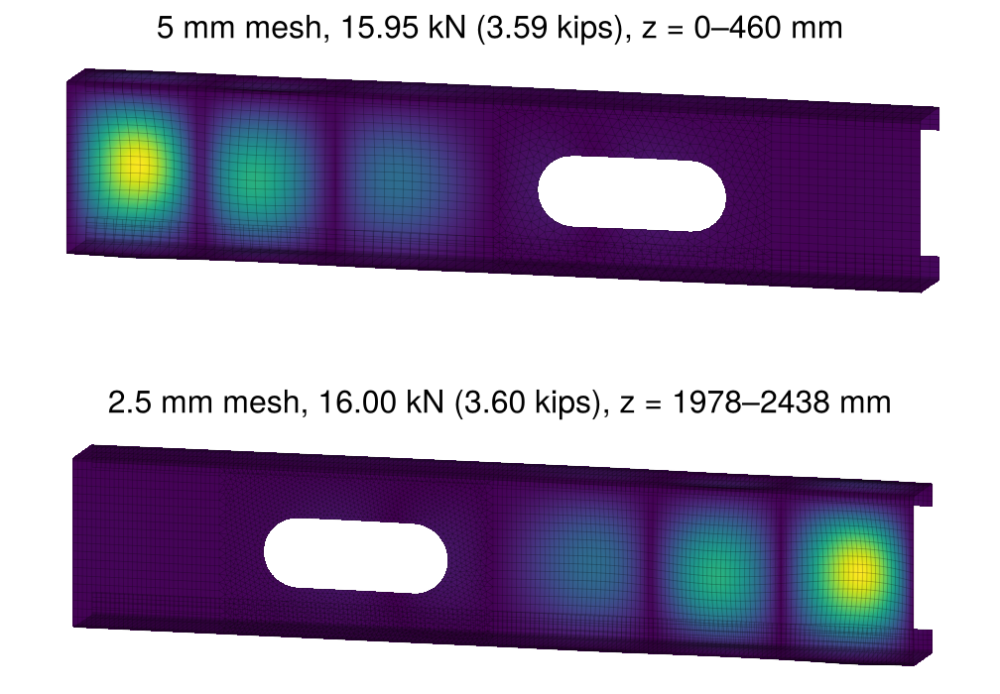 5 mm mesh, 15.95 kN (3.59 kips), z = 0–460 mm
2.5 mm mesh, 16.00 kN (3.60 kips), z = 1978–2438 mm